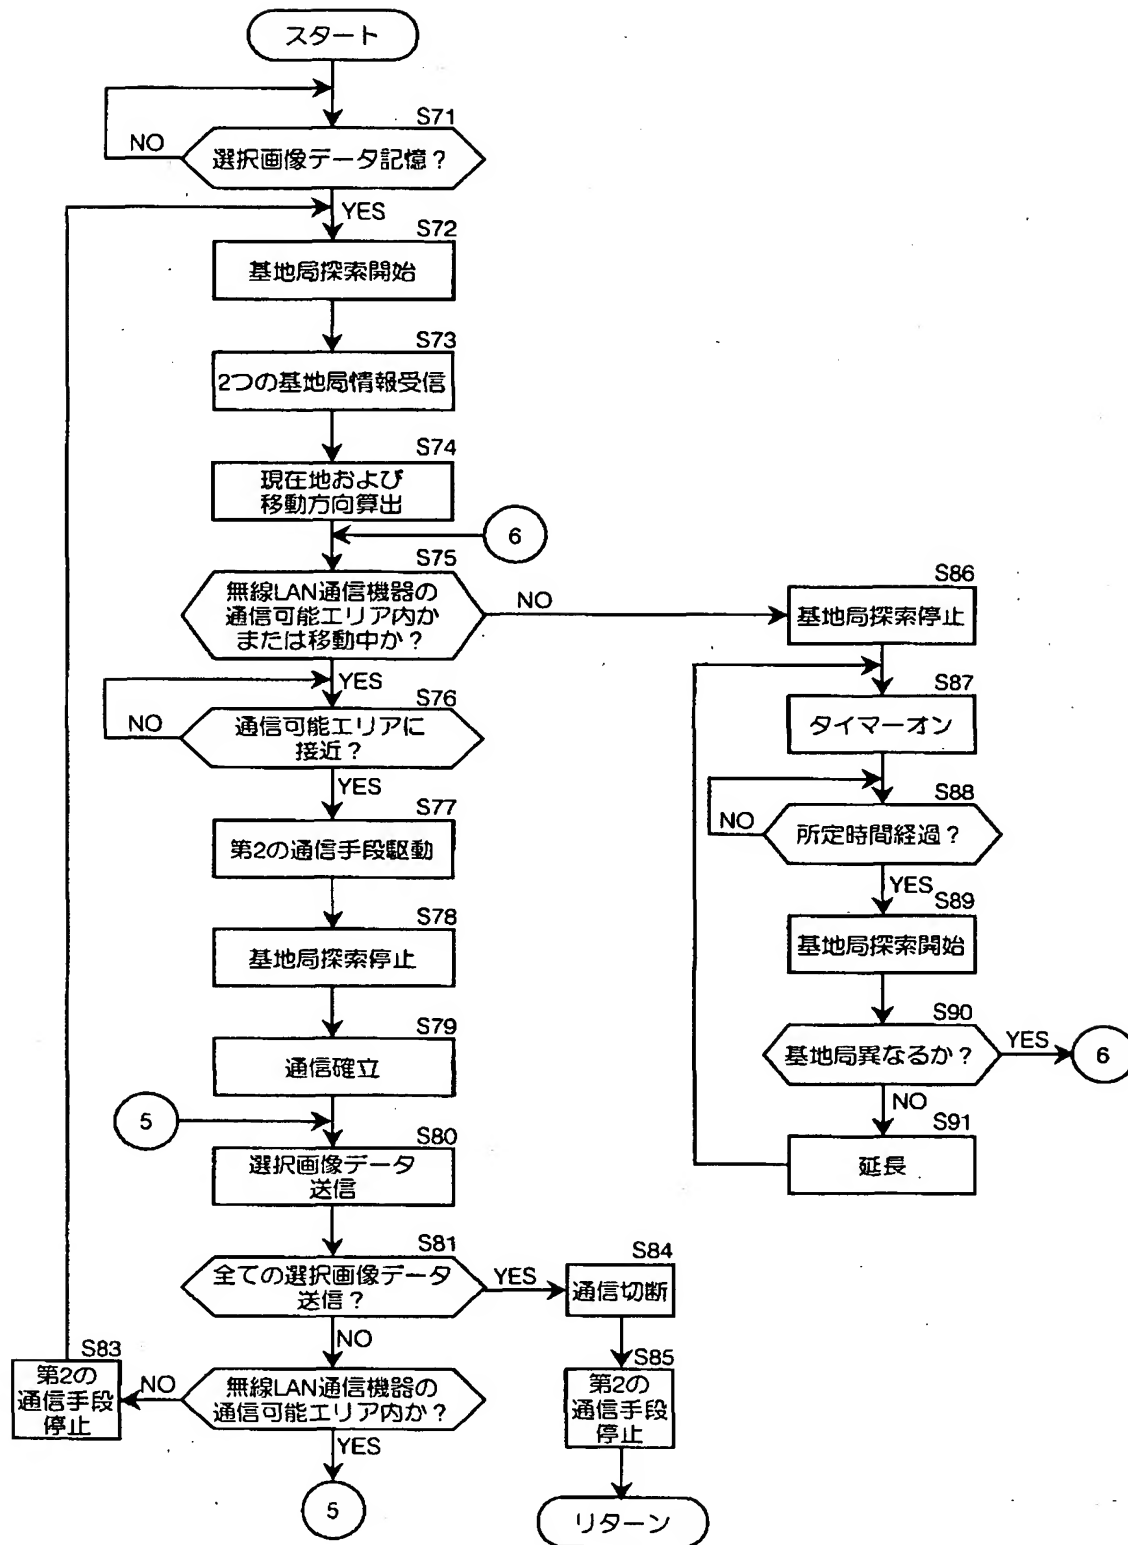 スタート
S71
NO
選択画像データ記憶？
YES
S72
基地局探索開始
S73
2つの基地局情報受信
S74
現在地および
移動方向算出
6
S75
無線LAN通信機器の
通信可能エリア内か
または移動中か？
NO
YES
S76
NO
通信可能エリアに
接近？
YES
S77
第2の通信手段駆動
S78
基地局探索停止
S79
通信確立
5
S80
選択画像データ
送信
S81
全ての選択画像データ
送信？
YES
NO
無線LAN通信機器の
通信可能エリア内か？
NO
YES
5
S83
第2の
通信手段
停止
S84
通信切断
S85
第2の
通信手段
停止
リターン
S86
基地局探索停止
S87
タイマーオン
S88
NO
所定時間経過？
YES
S89
基地局探索開始
S90
基地局異なるか？
YES
6
NO
S91
延長